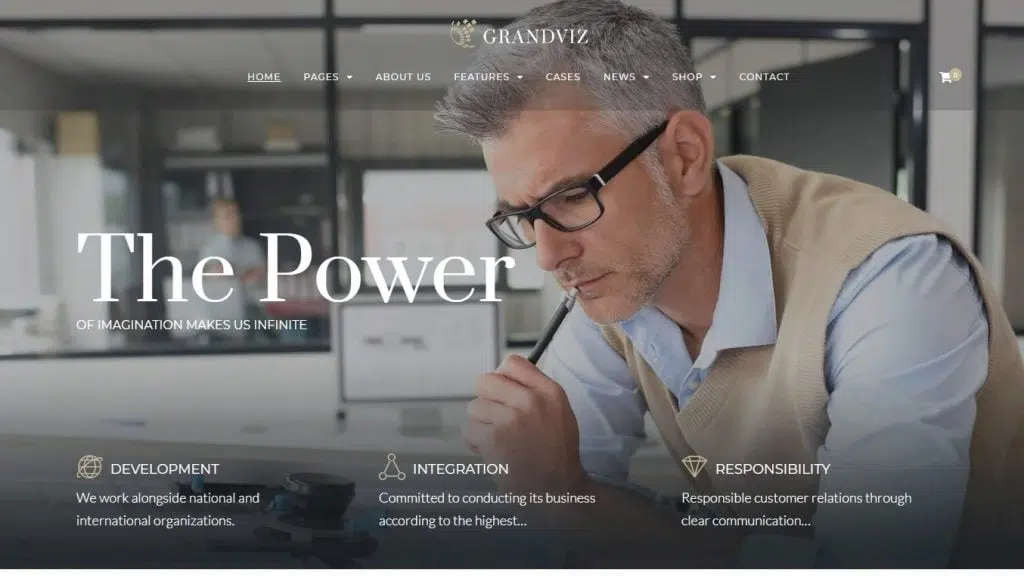 GRANDVIZ
HOME PAGES ABOUT US FEATURES CASES NEWS SHOP CONTACT 0
The Power
OF IMAGINATION MAKES US INFINITE
DEVELOPMENT
We work alongside national and
international organizations.
INTEGRATION
Committed to conducting its business
according to the highest...
RESPONSIBILITY
Responsible customer relations through
clear communication...